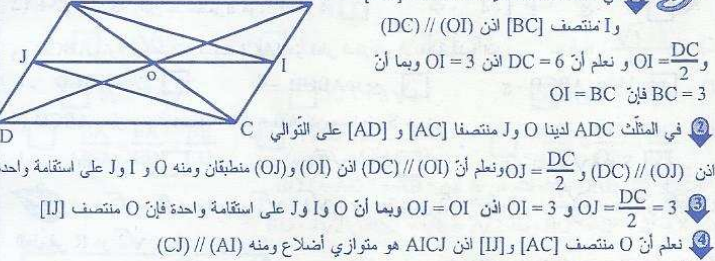 J
I
O
D
C
و I منتصف [BC] اذن (OI) // (DC)
و OI = DC/2 و نعلم أنّ DC = 6 اذن OI = 3 وبما أنّ
BC = 3 فإنّ OI = BC
2 في المثلّث ADC لدينا O و J منتصفا [AC] و [AD] على التّوالي
اذن (OJ) // (DC) و OJ = DC/2 ونعلم أنّ (OI) // (DC) اذن (OI) و (OJ) منطبقان ومنه O و I و J على استقامة واحدة
3 OJ = DC/2 = 3 و OI = 3 اذن OJ = OI وبما أنّ O و I و J على استقامة واحدة فإنّ O منتصف [IJ]
4 نعلم أنّ O منتصف [AC] و [IJ] اذن AICJ هو متوازي أضلاع ومنه (AI) // (CJ)